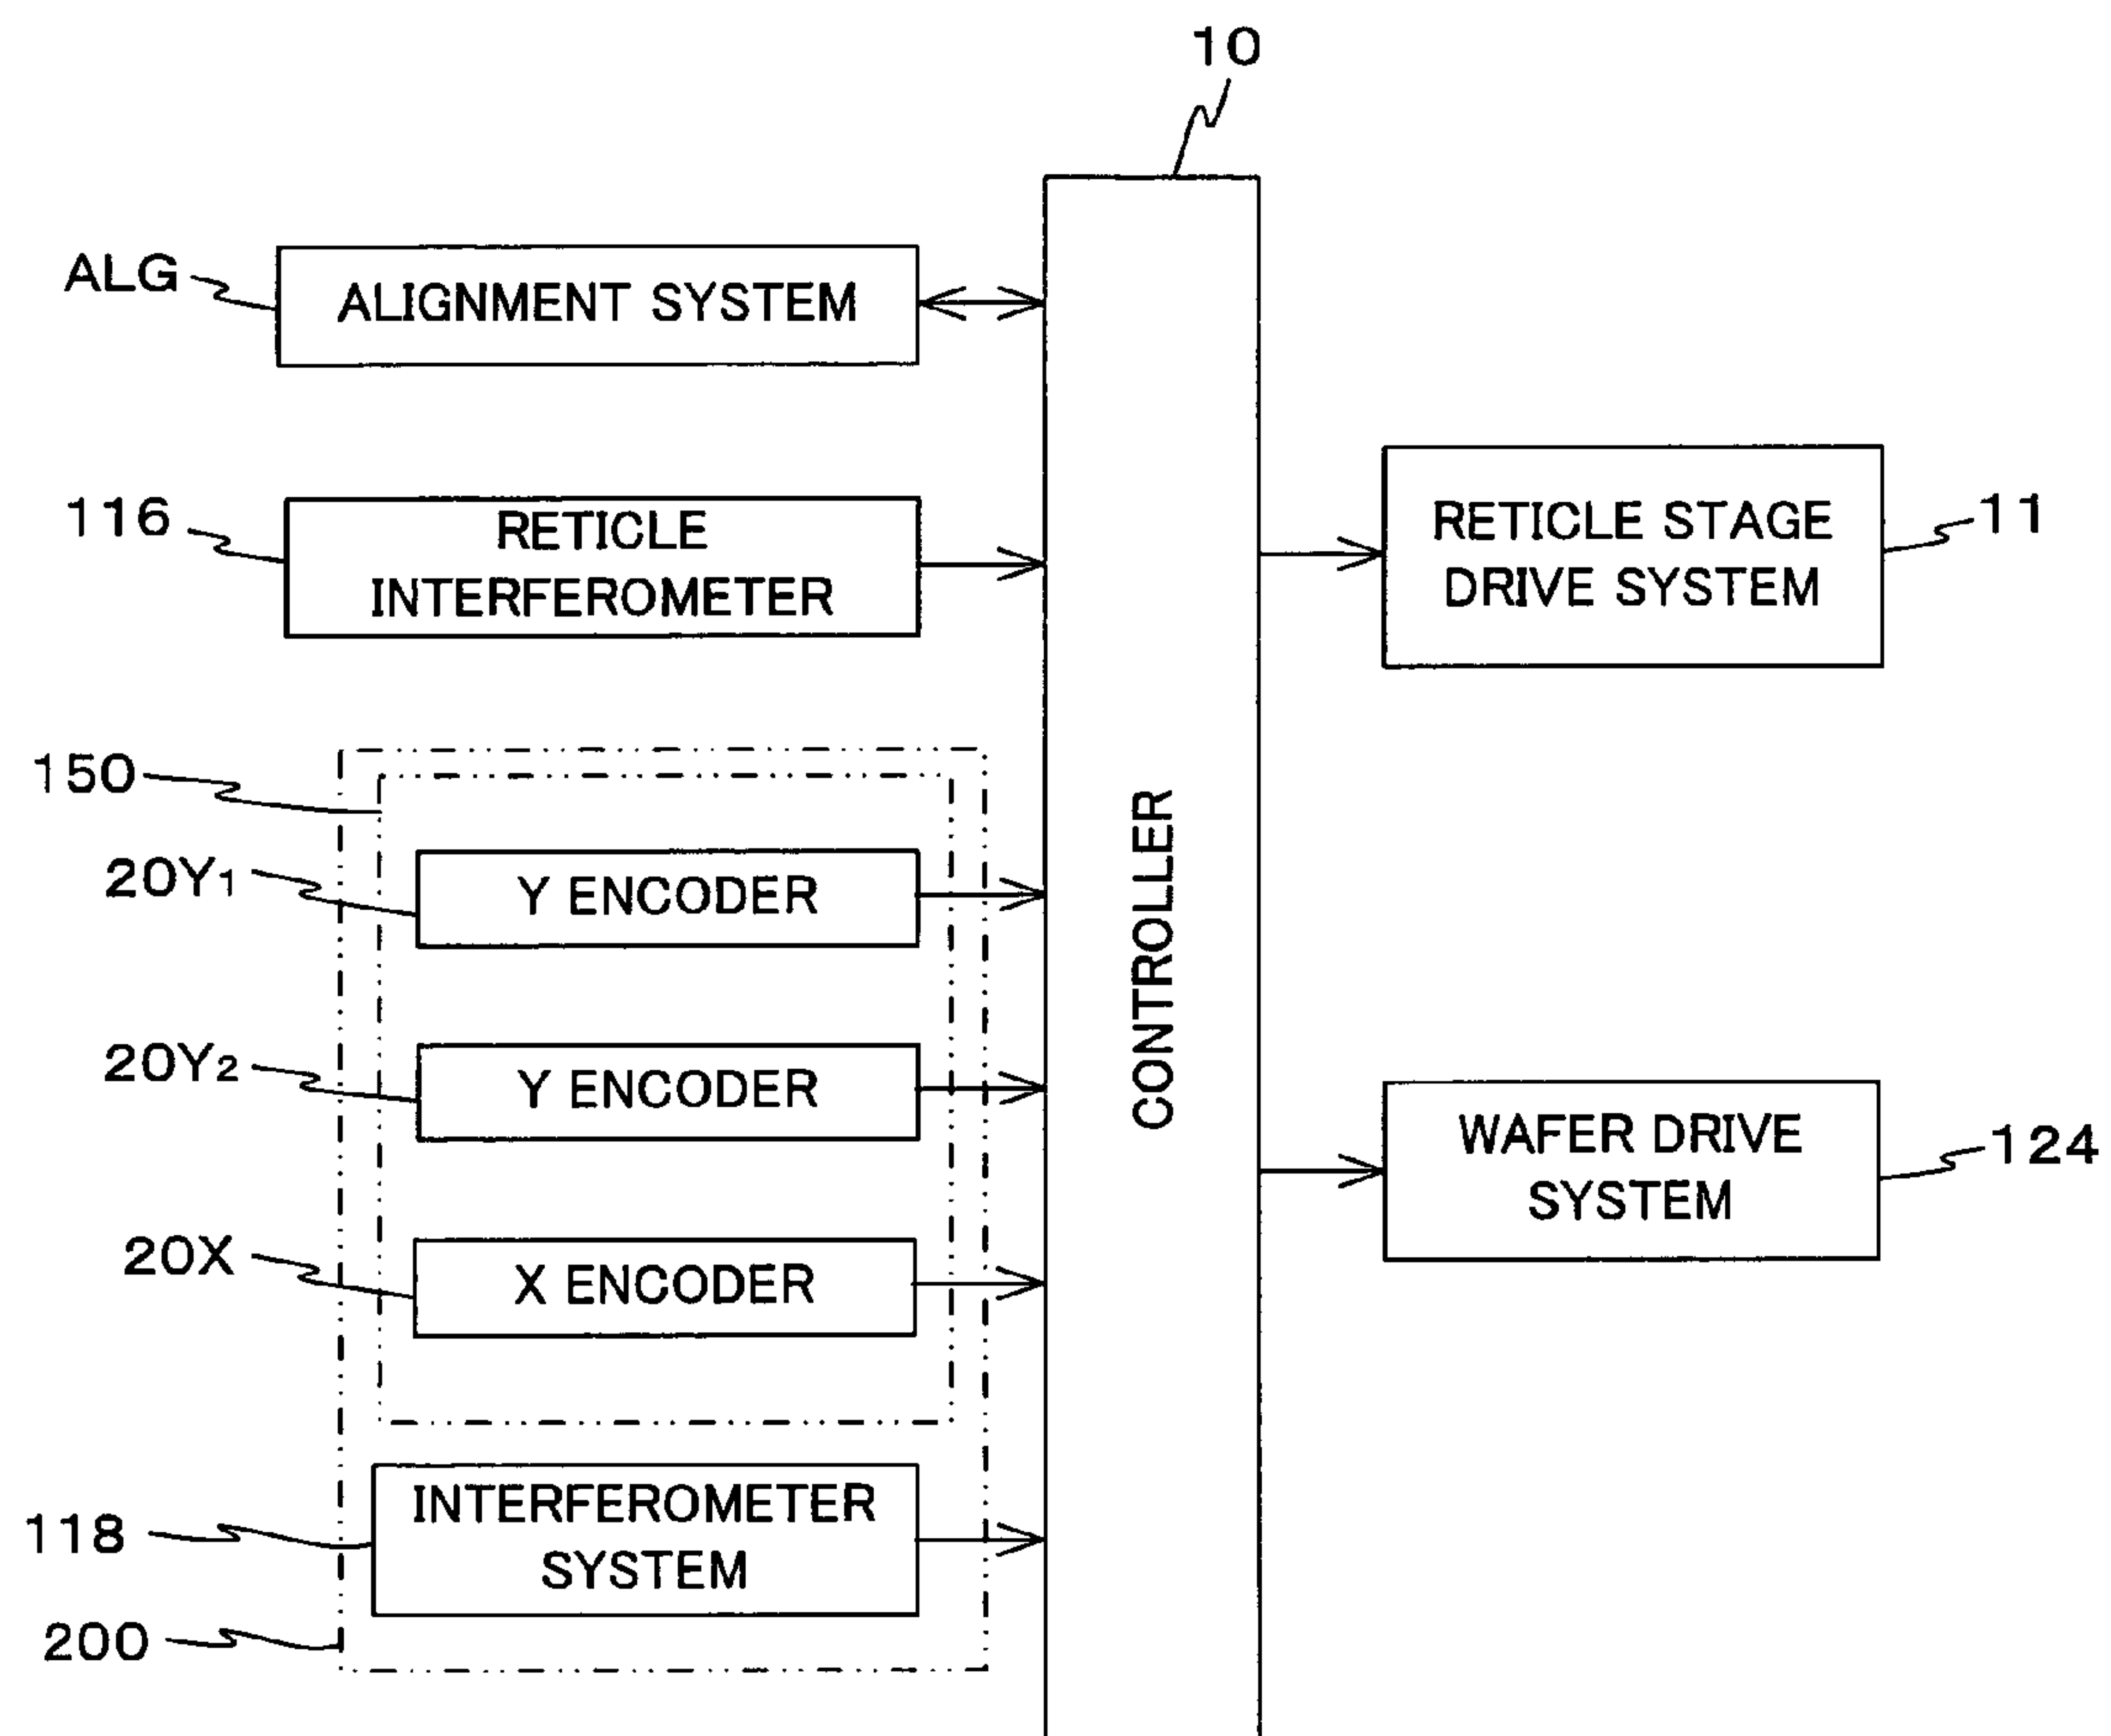 10
ALG
ALIGNMENT SYSTEM
116
RETICLE
INTERFEROMETER
RETICLE STAGE
DRIVE SYSTEM
11
150
20Y1
Y ENCODER
CONTROLLER
20Y2
Y ENCODER
WAFER DRIVE
SYSTEM
124
20X
X ENCODER
118
INTERFEROMETER
SYSTEM
200